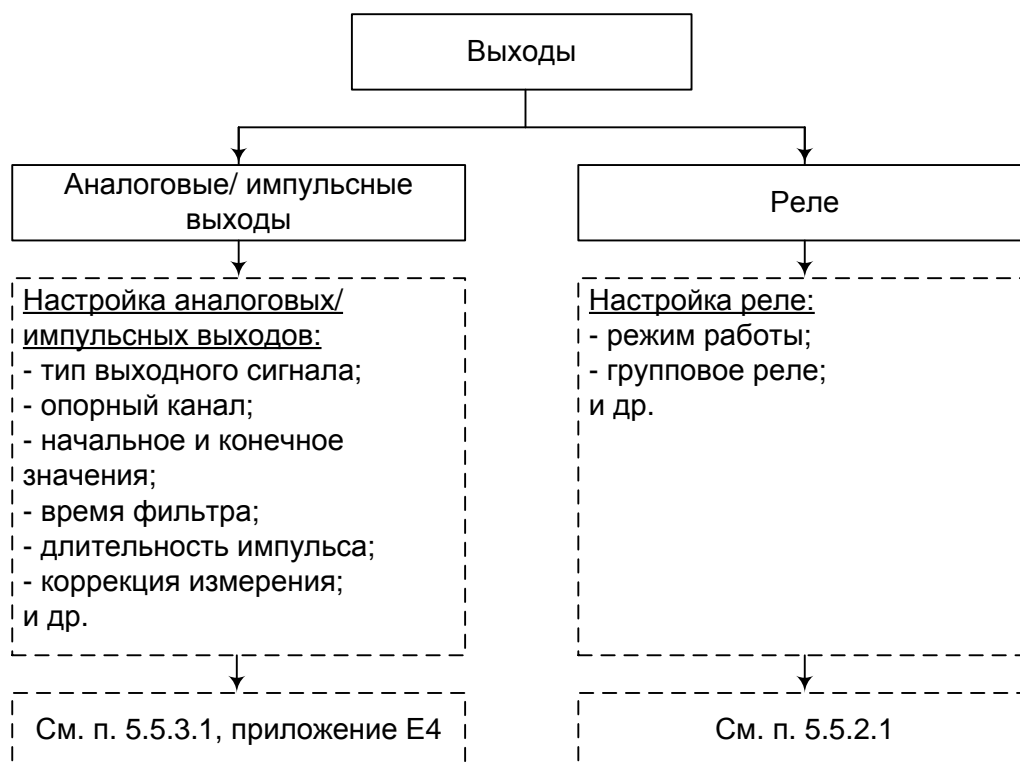 Выходы
Аналоговые/ импульсные
выходы
Реле
Настройка аналоговых/
импульсных выходов:
- тип выходного сигнала;
- опорный канал;
- начальное и конечное
значения;
- время фильтра;
- длительность импульса;
- коррекция измерения;
и др.
Настройка реле:
- режим работы;
- групповое реле;
и др.
См. п. 5.5.3.1, приложение Е4
См. п. 5.5.2.1